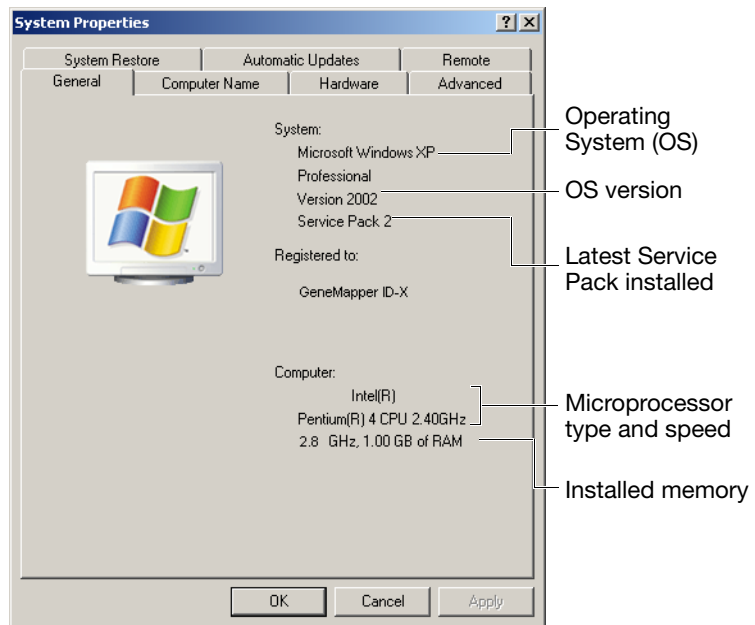 System Properties
System Restore
Automatic Updates
Remote
General
Computer Name
Hardware
Advanced
System:
Microsoft Windows XP
Professional
Version 2002
Service Pack 2
Registered to:
GeneMapper ID-X
Computer:
Intel(R)
Pentium(R) 4 CPU 2.40GHz
2.8 GHz, 1.00 GB of RAM
OK
Cancel
Apply
Operating
System (OS)
OS version
Latest Service
Pack installed
Microprocessor
type and speed
Installed memory